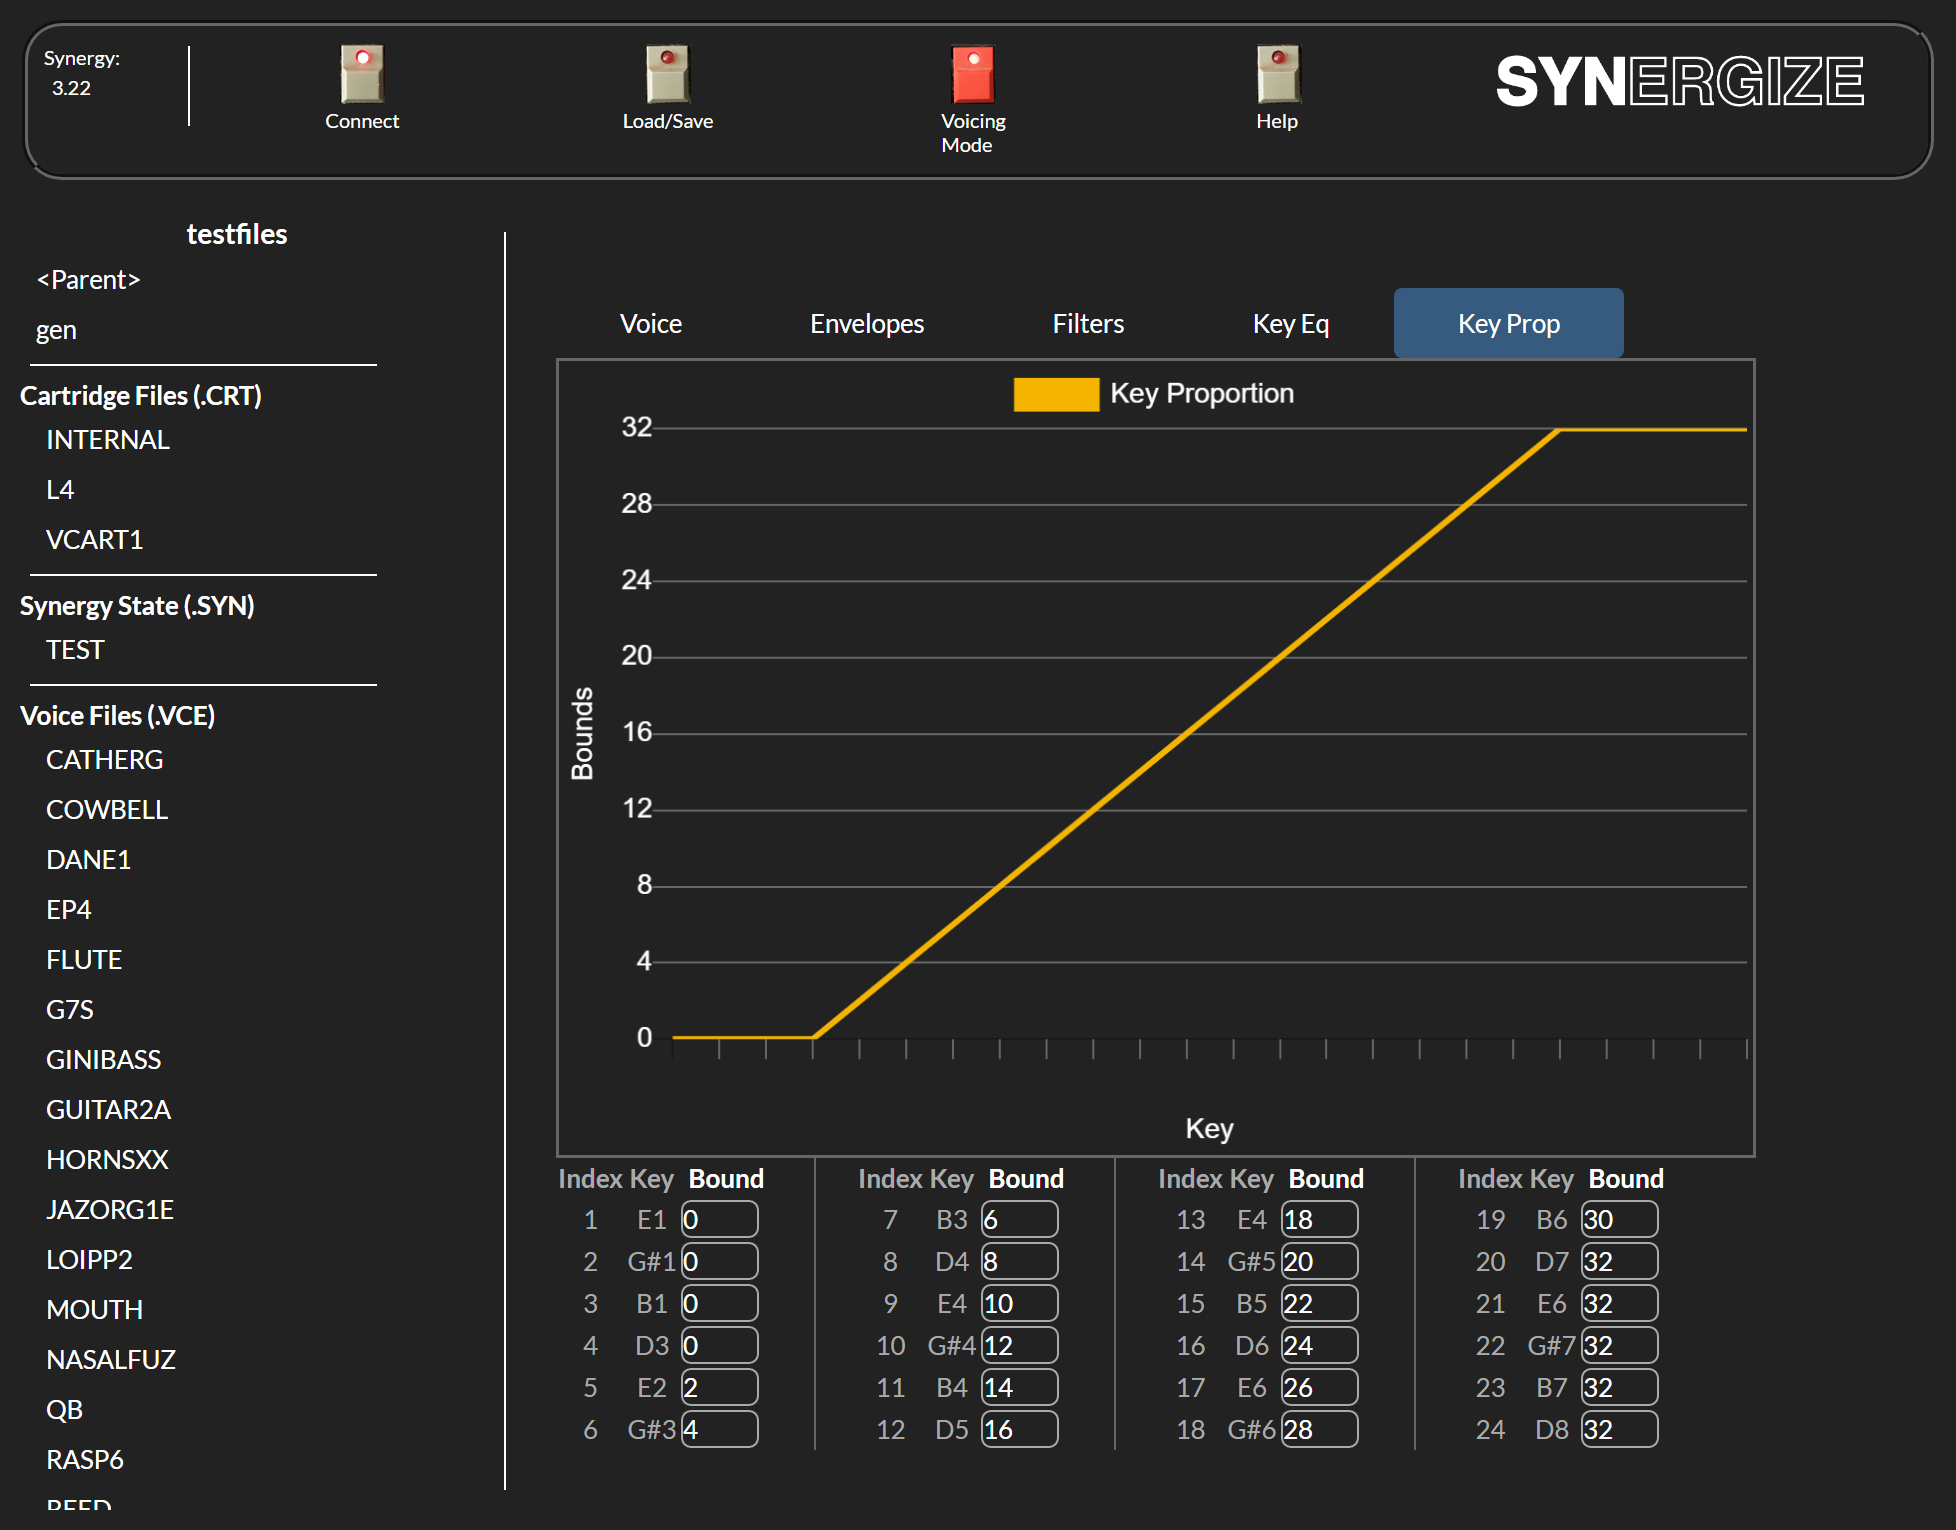 Synergy:
3.22
Connect
Load/Save
Voicing
Mode
Help
SYNERGIZE
testfiles
<Parent>
gen
Cartridge Files (.CRT)
INTERNAL
L4
VCART1
Synergy State (.SYN)
TEST
Voice Files (.VCE)
CATHERG
COWBELL
DANE1
EP4
FLUTE
G7S
GINIBASS
GUITAR2A
HORNSXX
JAZORG1E
LOIPP2
MOUTH
NASALFUZ
QB
RASP6
Voice Envelopes Filters Key Eq Key Prop
Key Proportion
32
28
24
20
16
12
8
4
0
Bounds
Key
Index Key Bound
1 E1 0
2 G#1 0
3 B1 0
4 D3 0
5 E2 2
6 G#3 4
Index Key Bound
7 B3 6
8 D4 8
9 E4 10
10 G#4 12
11 B4 14
12 D5 16
Index Key Bound
13 E4 18
14 G#5 20
15 B5 22
16 D6 24
17 E6 26
18 G#6 28
Index Key Bound
19 B6 30
20 D7 32
21 E6 32
22 G#7 32
23 B7 32
24 D8 32